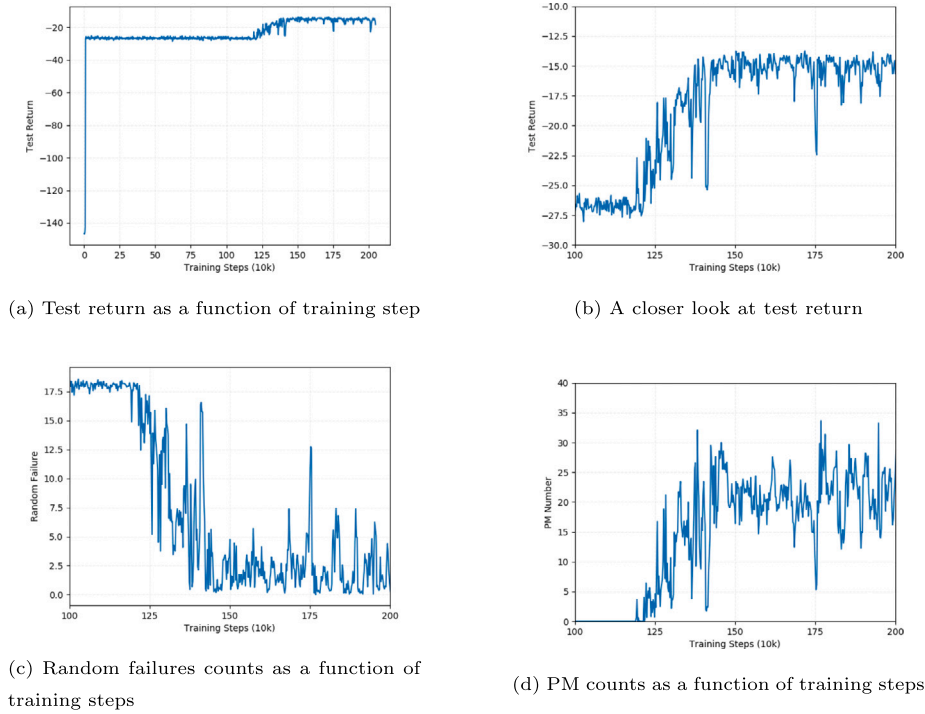 −20
−40
−60
−80
−100
−120
−140
Test Return
0 25 50 75 100 125 150 175 200
Training Steps (10k)
(a) Test return as a function of training step
−10.0
−12.5
−15.0
−17.5
−20.0
−22.5
−25.0
−27.5
−30.0
Test Return
100 125 150 175 200
Training Steps (10k)
(b) A closer look at test return
17.5
15.0
12.5
10.0
7.5
5.0
2.5
0.0
Random Failure
100 125 150 175 200
Training Steps (10k)
(c) Random failures counts as a function of
training steps
40
35
30
25
20
15
10
5
0
PM Number
100 125 150 175 200
Training Steps (10k)
(d) PM counts as a function of training steps